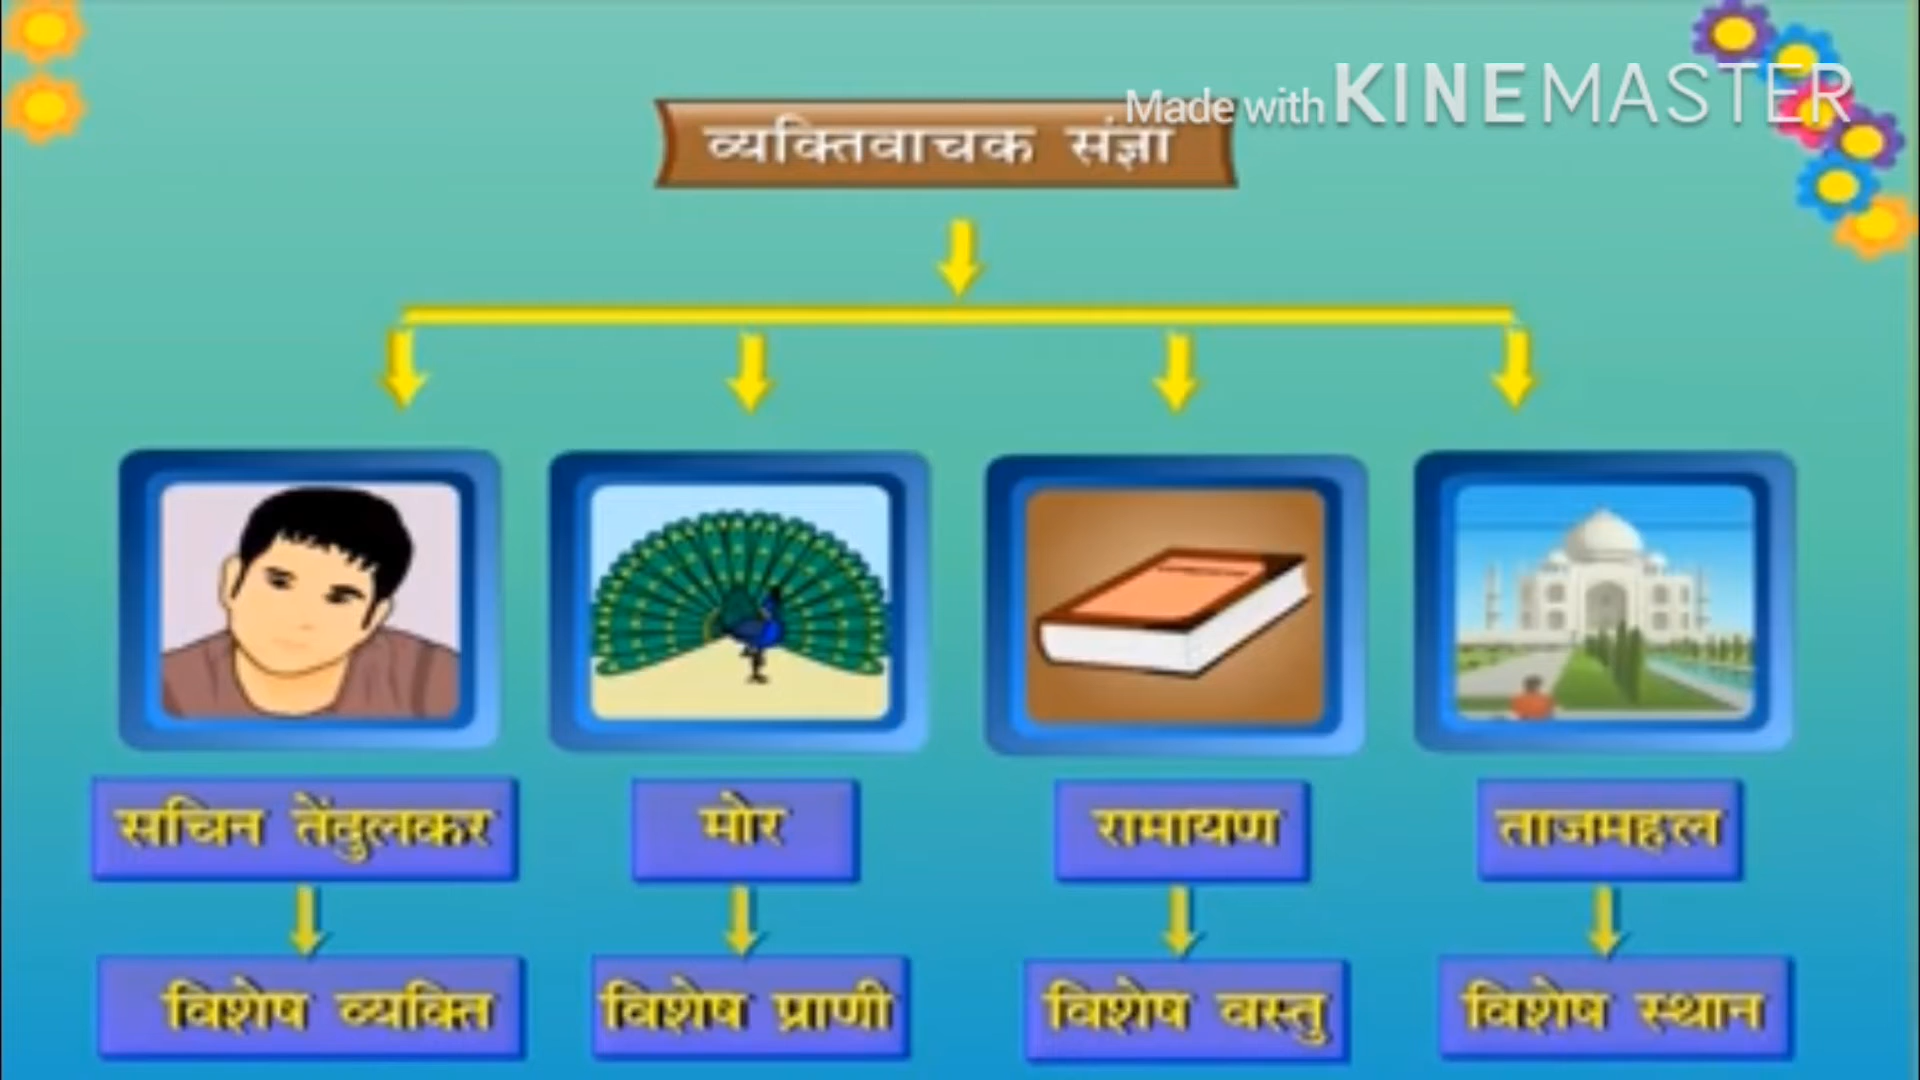 Made with KINEMASTER
व्यक्तिवाचक संज्ञा
सचिन तेंदुलकर
मोर
रामायण
ताजमहल
विशेष व्यक्ति
विशेष प्राणी
विशेष वस्तु
विशेष स्थान